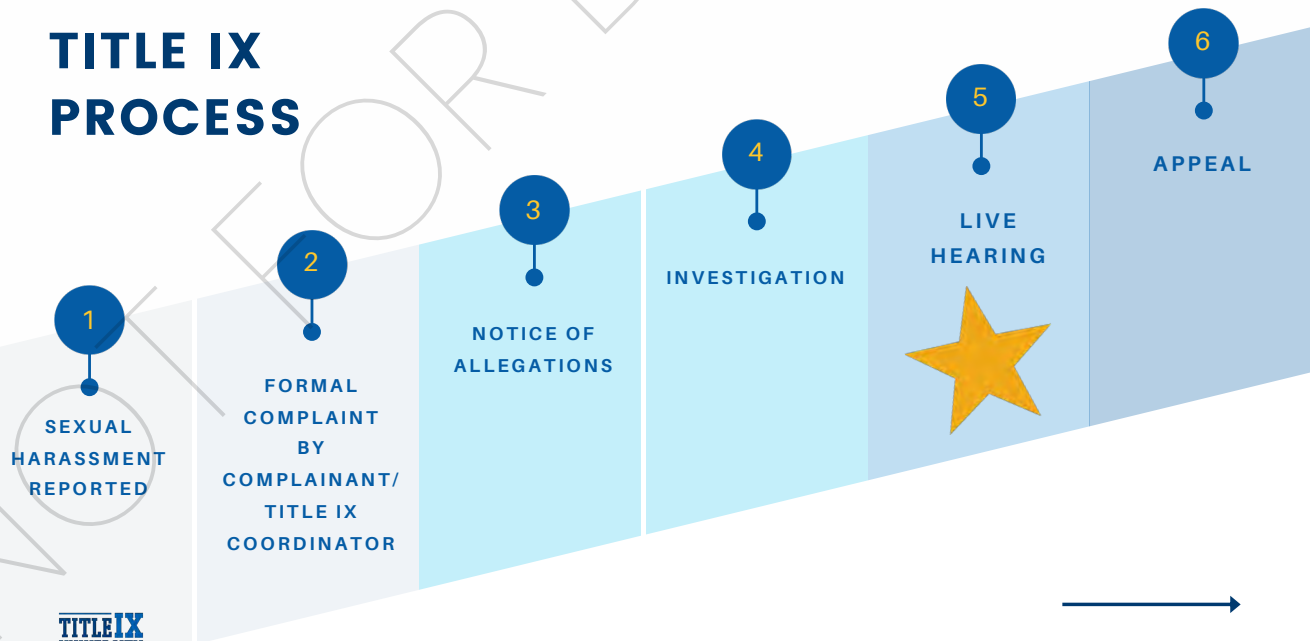 TITLE IX
PROCESS
1
SEXUAL
HARASSMENT
REPORTED
2
FORMAL
COMPLAINT
BY
COMPLAINANT/
TITLE IX
COORDINATOR
3
NOTICE OF
ALLEGATIONS
4
INVESTIGATION
5
LIVE
HEARING
6
APPEAL
TITLE IX